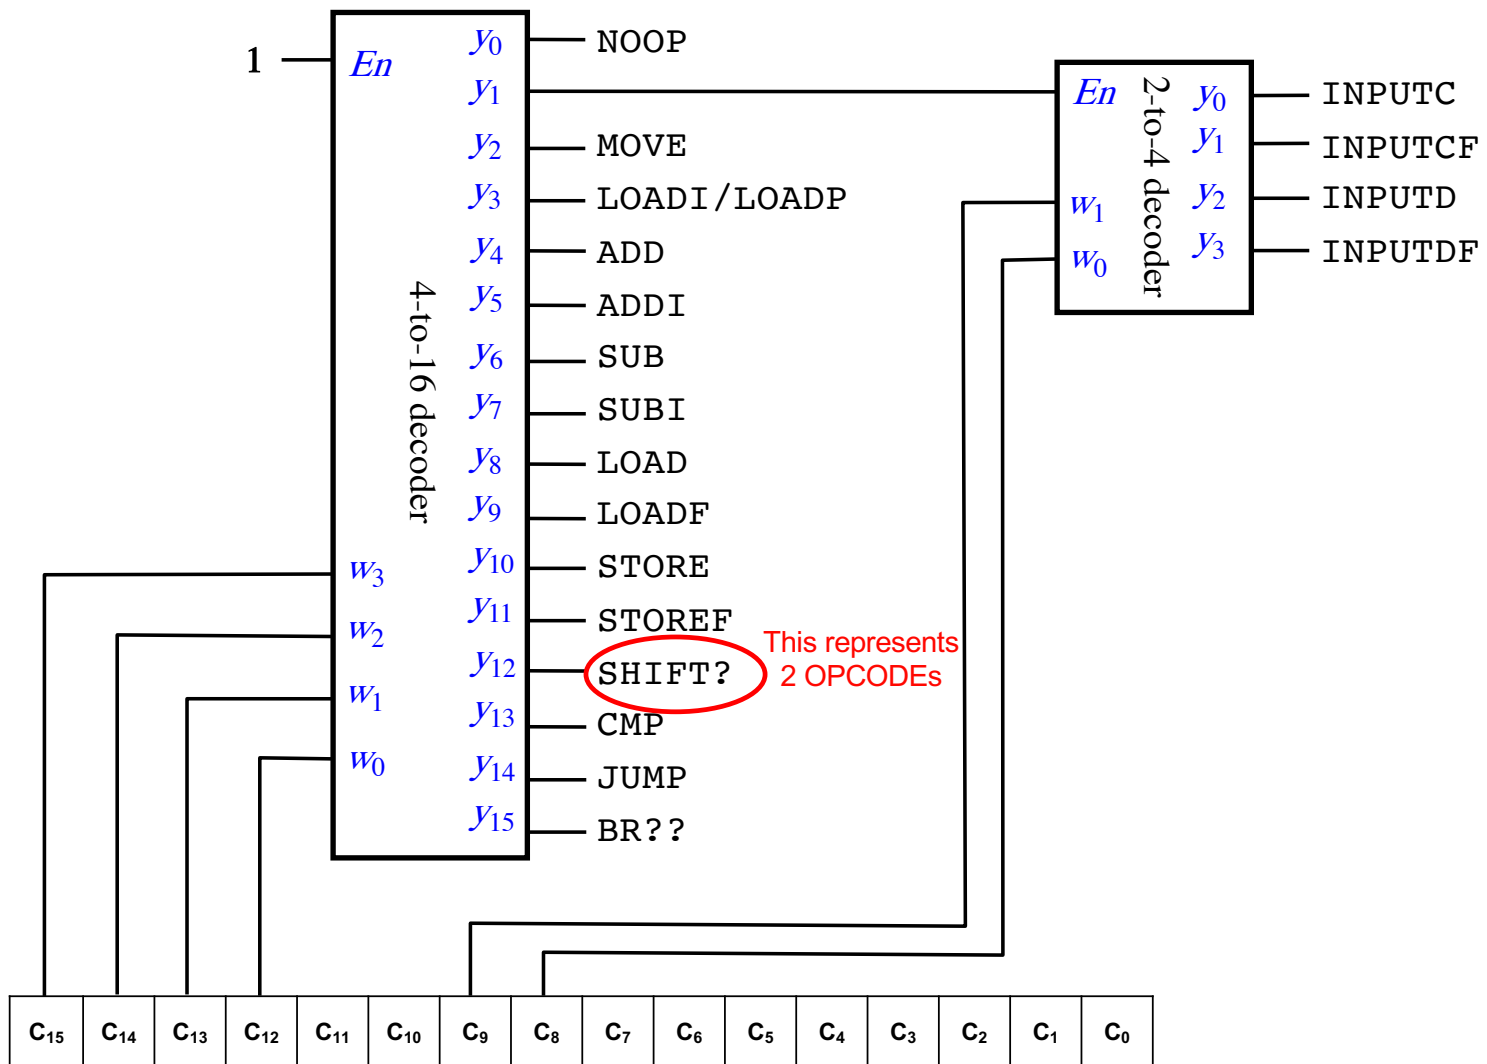 1
En
y0
NOOP
y1
y2
MOVE
y3
LOADI/LOADP
y4
ADD
y5
ADDI
y6
SUB
y7
SUBI
y8
LOAD
y9
LOADF
y10
STORE
y11
STOREF
y12
SHIFT?
y13
CMP
y14
JUMP
y15
BR??
4-to-16 decoder
w3
w2
w1
w0
This represents
2 OPCODEs
En
2-to-4 decoder
y0
INPUTC
y1
INPUTCF
y2
INPUTD
y3
INPUTDF
w1
w0
C15 C14 C13 C12 C11 C10 C9 C8 C7 C6 C5 C4 C3 C2 C1 C0